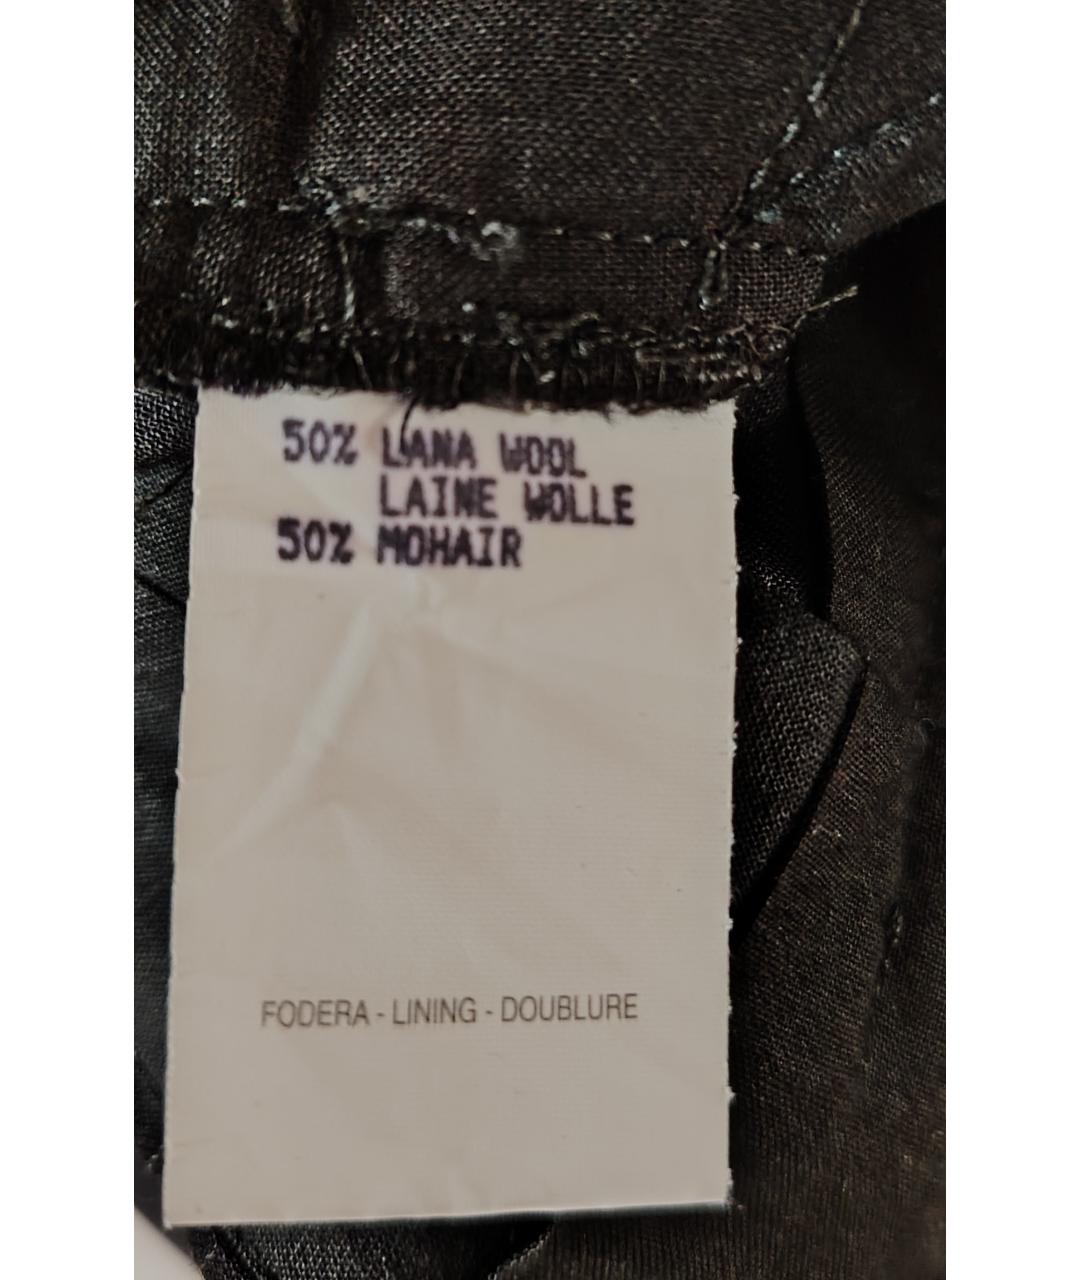 50% LANA WOOL
LAINE WOLLE
50% MOHAIR
FODERA - LINING - DOUBLURE